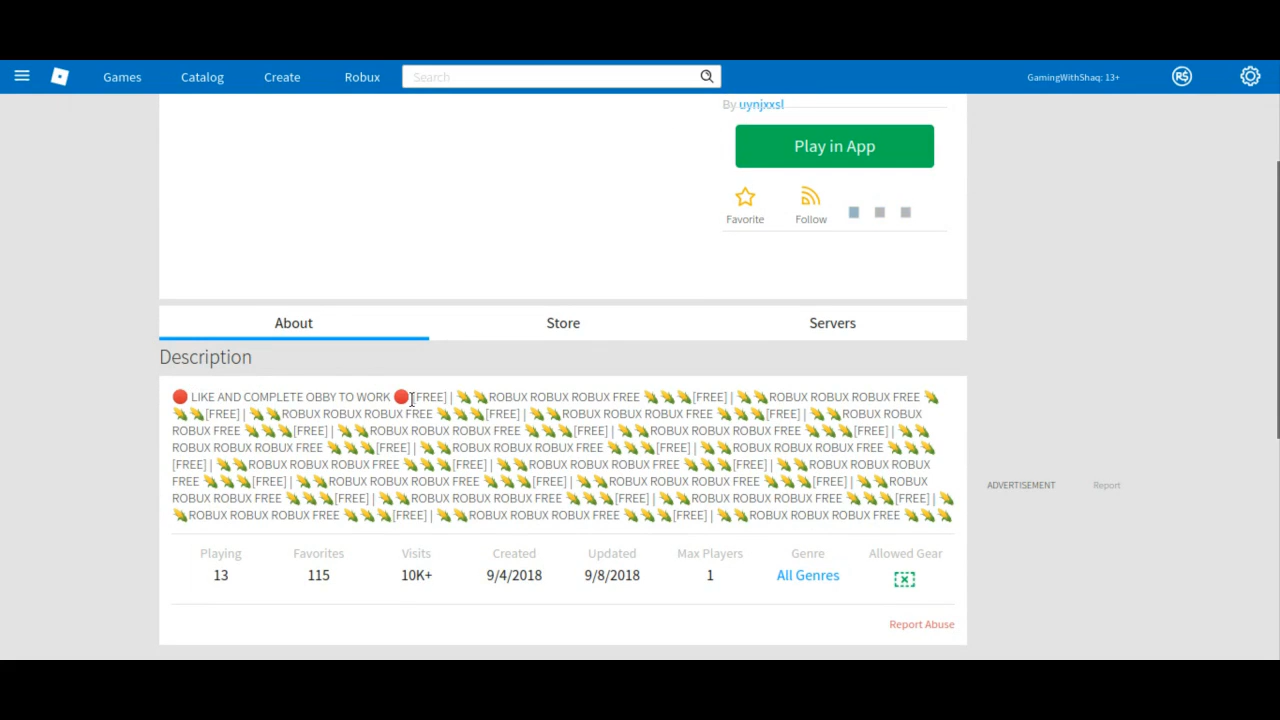 Games Catalog Create Robux Search GamingWithShaq: 13+
By uynjxxsl
Play in App
Favorite Follow
About Store Servers
Description
🔴 LIKE AND COMPLETE OBBY TO WORK 🔴[FREE] | 🌽🌽ROBUX ROBUX ROBUX FREE 🌽🌽🌽[FREE] | 🌽🌽ROBUX ROBUX ROBUX FREE 🌽
🌽🌽[FREE] | 🌽🌽ROBUX ROBUX ROBUX FREE 🌽🌽🌽[FREE] | 🌽🌽ROBUX ROBUX ROBUX FREE 🌽🌽🌽[FREE] | 🌽🌽ROBUX ROBUX
ROBUX FREE 🌽🌽🌽[FREE] | 🌽🌽ROBUX ROBUX ROBUX FREE 🌽🌽🌽[FREE] | 🌽🌽ROBUX ROBUX ROBUX FREE 🌽🌽🌽[FREE] | 🌽🌽
ROBUX ROBUX ROBUX FREE 🌽🌽🌽[FREE] | 🌽🌽ROBUX ROBUX ROBUX FREE 🌽🌽🌽[FREE] | 🌽🌽ROBUX ROBUX ROBUX FREE 🌽🌽🌽
[FREE] | 🌽🌽ROBUX ROBUX ROBUX FREE 🌽🌽🌽[FREE] | 🌽🌽ROBUX ROBUX ROBUX FREE 🌽🌽🌽[FREE] | 🌽🌽ROBUX ROBUX ROBUX
FREE 🌽🌽🌽[FREE] | 🌽🌽ROBUX ROBUX ROBUX FREE 🌽🌽🌽[FREE] | 🌽🌽ROBUX ROBUX ROBUX FREE 🌽🌽🌽[FREE] | 🌽🌽ROBUX
ROBUX ROBUX FREE 🌽🌽🌽[FREE] | 🌽🌽ROBUX ROBUX ROBUX FREE 🌽🌽🌽[FREE] | 🌽🌽ROBUX ROBUX ROBUX FREE 🌽🌽🌽[FREE] | 🌽
🌽ROBUX ROBUX ROBUX FREE 🌽🌽🌽[FREE] | 🌽🌽ROBUX ROBUX ROBUX FREE 🌽🌽🌽[FREE] | 🌽🌽ROBUX ROBUX ROBUX FREE 🌽🌽🌽
ADVERTISEMENT Report
Playing Favorites Visits Created Updated Max Players Genre Allowed Gear
13 115 10K+ 9/4/2018 9/8/2018 1 All Genres
Report Abuse